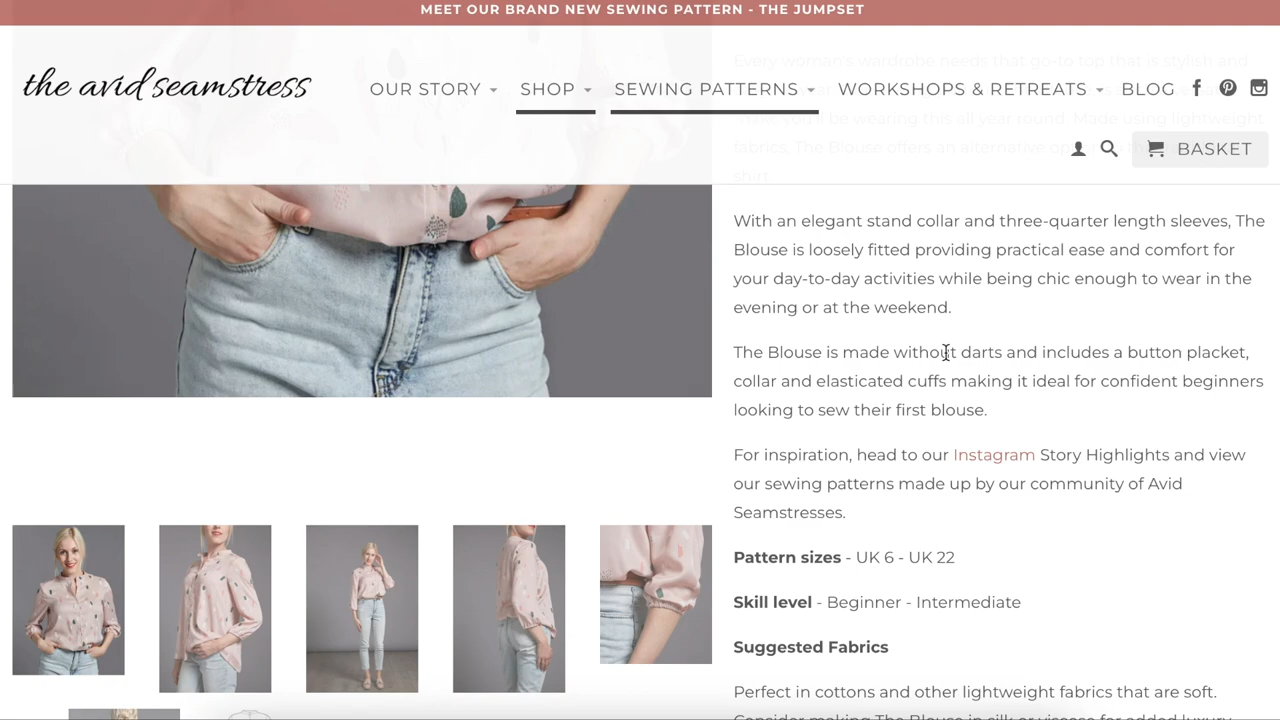 MEET OUR BRAND NEW SEWING PATTERN - THE JUMPSET
the avid seamstress
OUR STORY
SHOP
SEWING PATTERNS
WORKSHOPS & RETREATS
BLOG
BASKET
Every woman's wardrobe needs that go-to top that is stylish and
be wearing this all year round. Made using lightweight
fabrics, The Blouse offers an alternative
shirt.
With an elegant stand collar and three-quarter length sleeves, The
Blouse is loosely fitted providing practical ease and comfort for
your day-to-day activities while being chic enough to wear in the
evening or at the weekend.
The Blouse is made without darts and includes a button placket,
collar and elasticated cuffs making it ideal for confident beginners
looking to sew their first blouse.
For inspiration, head to our Instagram Story Highlights and view
our sewing patterns made up by our community of Avid
Seamstresses.
Pattern sizes - UK 6 - UK 22
Skill level - Beginner - Intermediate
Suggested Fabrics
Perfect in cottons and other lightweight fabrics that are soft.
Consider making The Blouse in silk or viscose for added luxury